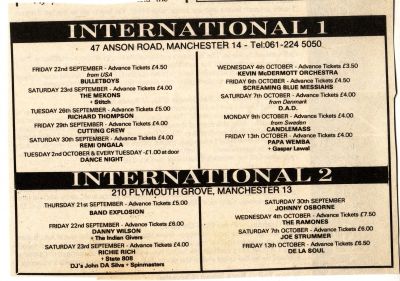 INTERNATIONAL 1
47 ANSON ROAD, MANCHESTER 14 - Tel:061-224 5050
FRIDAY 22nd SEPTEMBER - Advance Tickets £4.50
from USA
BULLETBOYS
SATURDAY 23rd SEPTEMBER - Advance Tickets £4.00
THE MEKONS
+ Stitch
TUESDAY 26th SEPTEMBER - Advance Tickets £5.00
RICHARD THOMPSON
FRIDAY 29th SEPTEMBER - Advance Tickets £4.00
CUTTING CREW
SATURDAY 30th SEPTEMBER - Advance Tickets £4.00
REMI ONGALA
TUESDAY 2nd OCTOBER & EVERY TUESDAY - £1.00 at door
DANCE NIGHT
WEDNESDAY 4th OCTOBER - Advance Tickets £3.50
KEVIN McDERMOTT ORCHESTRA
FRIDAY 6th OCTOBER - Advance Tickets £4.50
SCREAMING BLUE MESSIAHS
SATURDAY 7th OCTOBER - Advance Tickets £4.00
from Denmark
D.A.D.
MONDAY 9th OCTOBER - Advance Tickets £4.00
from Sweden
CANDLEMASS
FRIDAY 13th OCTOBER - Advance Tickets £4.00
PAPA WEMBA
+ Gaspar Lawal
INTERNATIONAL 2
210 PLYMOUTH GROVE, MANCHESTER 13
THURSDAY 21st SEPTEMBER - Advance Tickets £5.00
BAND EXPLOSION
FRIDAY 22nd SEPTEMBER - Advance Tickets £6.00
DANNY WILSON
+ The Indian Givers
SATURDAY 23rd SEPTEMBER - Advance Tickets £4.00
RICHIE RICH
+ State 808
DJ's John DA Silva + Spinmasters
SATURDAY 30th SEPTEMBER
JOHNNY OSBORNE
WEDNESDAY 4th OCTOBER - Advance Tickets £7.50
THE RAMONES
SATURDAY 7th OCTOBER - Advance Tickets £6.00
JOE STRUMMER
FRIDAY 13th OCTOBER - Advance Tickets £6.50
DE LA SOUL